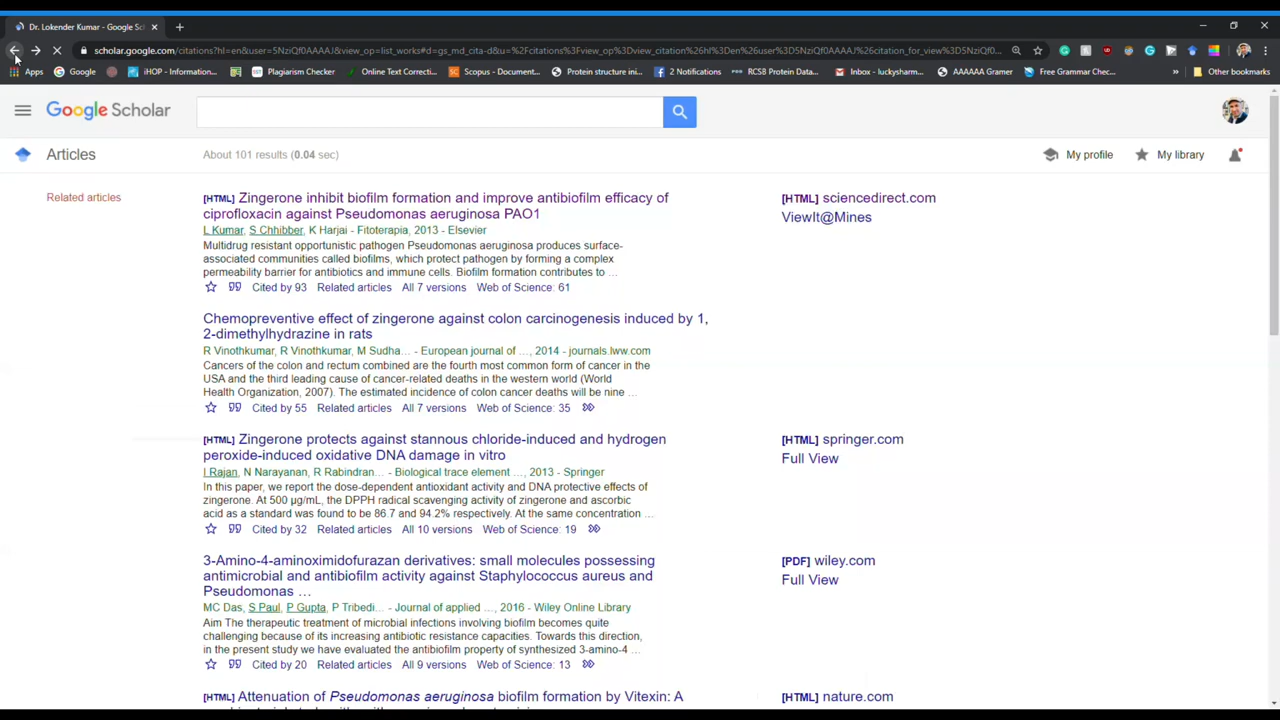 Dr. Lokender Kumar - Google Sc
scholar.google.com/citations?hl=en&user=5NziQf0AAAAJ&view_op=list_works#d=gs_md_cita-d&u=%2Fcitations%3Fview_op%3Dview_citation%26hl%3Den%26user%3D5NziQf0AAAAJ%26citation_for_view%3D5NziQf0AAAAJ...
Apps Google iHOP - Information... SST Plagiarism Checker Online Text Correcti... SC Scopus - Document... Protein structure ini... 2 Notifications RCSB Protein Data... Inbox - luckysharm... AAAAAA Gramer Free Grammar Chec... » Other bookmarks
Google Scholar
Articles About 101 results (0.04 sec) My profile My library
Related articles
[HTML] Zingerone inhibit biofilm formation and improve antibiofilm efficacy of
ciprofloxacin against Pseudomonas aeruginosa PAO1
L Kumar, S Chhibber, K Harjai - Fitoterapia, 2013 - Elsevier
Multidrug resistant opportunistic pathogen Pseudomonas aeruginosa produces surface-
associated communities called biofilms, which protect pathogen by forming a complex
permeability barrier for antibiotics and immune cells. Biofilm formation contributes to ...
Cited by 93 Related articles All 7 versions Web of Science: 61
[HTML] sciencedirect.com
ViewIt@Mines
Chemopreventive effect of zingerone against colon carcinogenesis induced by 1,
2-dimethylhydrazine in rats
R Vinothkumar, R Vinothkumar, M Sudha... - European journal of ..., 2014 - journals.lww.com
Cancers of the colon and rectum combined are the fourth most common form of cancer in the
USA and the third leading cause of cancer-related deaths in the western world (World
Health Organization, 2007). The estimated incidence of colon cancer deaths will be nine ...
Cited by 55 Related articles All 7 versions Web of Science: 35
[HTML] Zingerone protects against stannous chloride-induced and hydrogen
peroxide-induced oxidative DNA damage in vitro
I Rajan, N Narayanan, R Rabindran... - Biological trace element ..., 2013 - Springer
In this paper, we report the dose-dependent antioxidant activity and DNA protective effects of
zingerone. At 500 μg/mL, the DPPH radical scavenging activity of zingerone and ascorbic
acid as a standard was found to be 86.7 and 94.2% respectively. At the same concentration ...
Cited by 32 Related articles All 10 versions Web of Science: 19
[HTML] springer.com
Full View
3-Amino-4-aminoximidofurazan derivatives: small molecules possessing
antimicrobial and antibiofilm activity against Staphylococcus aureus and
Pseudomonas ...
MC Das, S Paul, P Gupta, P Tribedi... - Journal of applied ..., 2016 - Wiley Online Library
Aim The therapeutic treatment of microbial infections involving biofilm becomes quite
challenging because of its increasing antibiotic resistance capacities. Towards this direction,
in the present study we have evaluated the antibiofilm property of synthesized 3-amino-4 ...
Cited by 20 Related articles All 9 versions Web of Science: 13
[PDF] wiley.com
Full View
[HTML] Attenuation of Pseudomonas aeruginosa biofilm formation by Vitexin: A
[HTML] nature.com